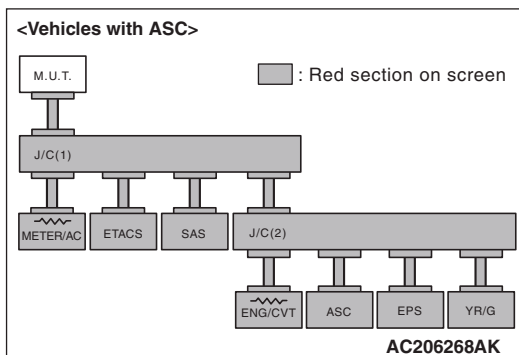 <Vehicles with ASC>
M.U.T.
: Red section on screen
J/C(1)
METER/AC ETACS SAS J/C(2)
ENG/CVT ASC EPS YR/G
AC206268AK